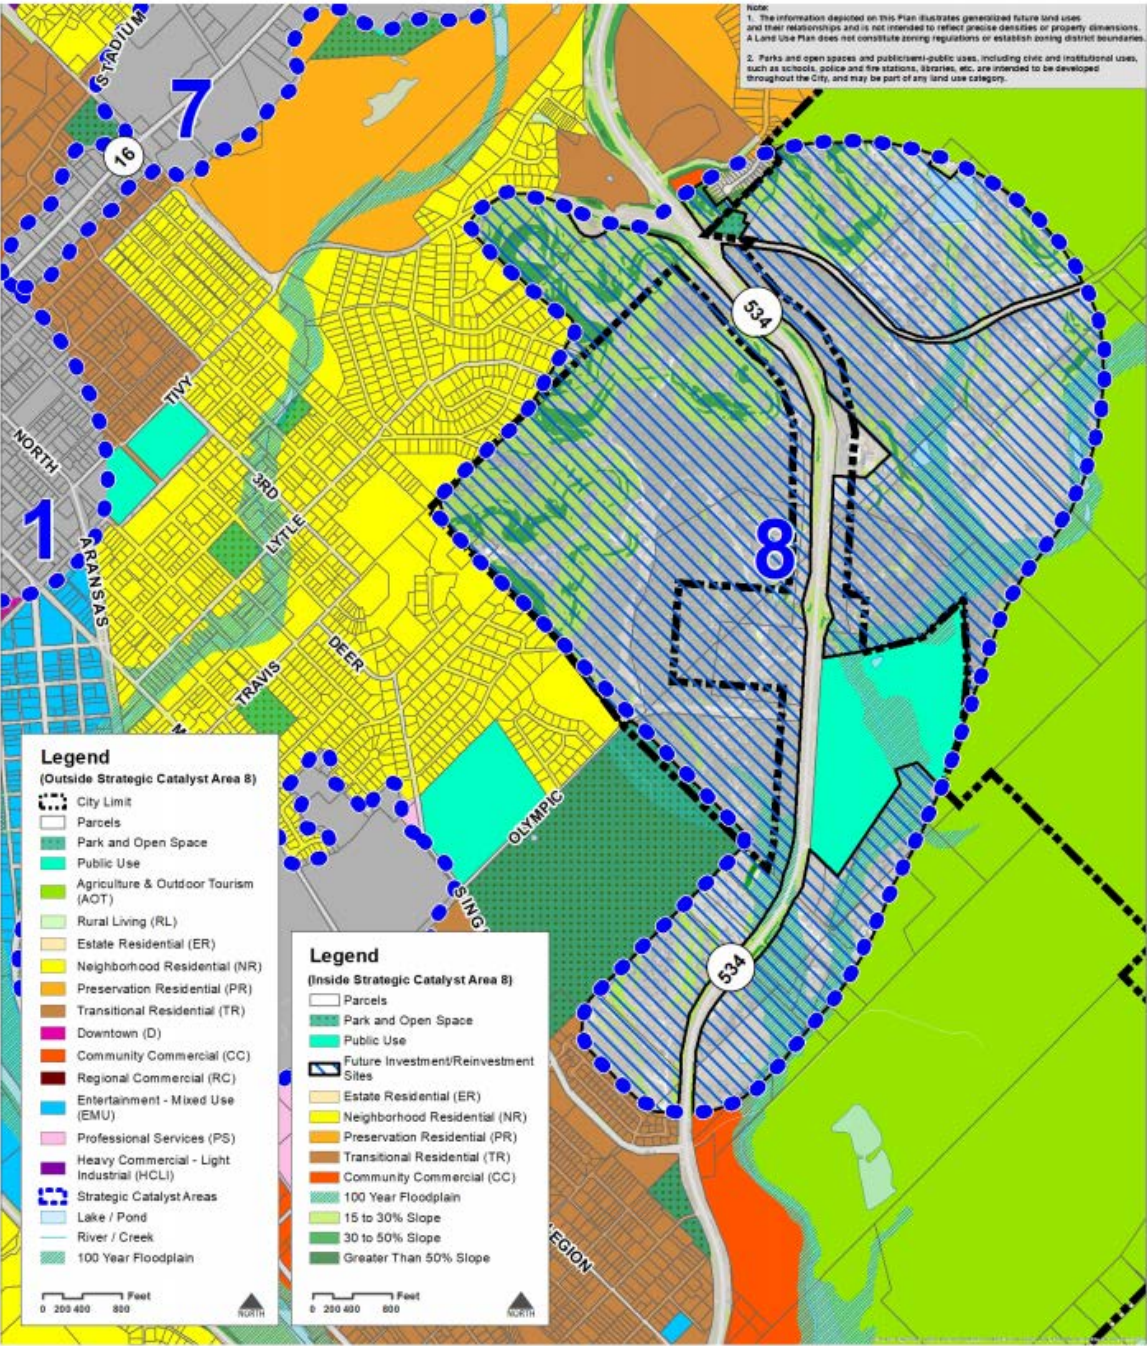 Note:
1. The information depicted on this Plan illustrates generalized future land uses
and their relationships and is not intended to reflect precise densities or property dimensions.
A Land Use Plan does not constitute zoning regulations or establish zoning district boundaries.
2. Parks and open spaces and public/semi-public uses, including civic and institutional uses,
such as schools, police and fire stations, libraries, etc. are intended to be developed
throughout the City, and may be part of any land use category.
STADIUM
7
16
534
TIVY
NORTH
3RD
LYTLE
1
ARANSAS
8
DEER
TRAVIS
M
OLYMPIC
SING
534
LEGION
Legend
(Outside Strategic Catalyst Area 8)
City Limit
Parcels
Park and Open Space
Public Use
Agriculture & Outdoor Tourism
(AOT)
Rural Living (RL)
Estate Residential (ER)
Neighborhood Residential (NR)
Preservation Residential (PR)
Transitional Residential (TR)
Downtown (D)
Community Commercial (CC)
Regional Commercial (RC)
Entertainment - Mixed Use
(EMU)
Professional Services (PS)
Heavy Commercial - Light
Industrial (HCLI)
Strategic Catalyst Areas
Lake / Pond
River / Creek
100 Year Floodplain
Feet
0 200 400 800
NORTH
Legend
(Inside Strategic Catalyst Area 8)
Parcels
Park and Open Space
Public Use
Future Investment/Reinvestment
Sites
Estate Residential (ER)
Neighborhood Residential (NR)
Preservation Residential (PR)
Transitional Residential (TR)
Community Commercial (CC)
100 Year Floodplain
15 to 30% Slope
30 to 50% Slope
Greater Than 50% Slope
Feet
0 200 400 800
NORTH